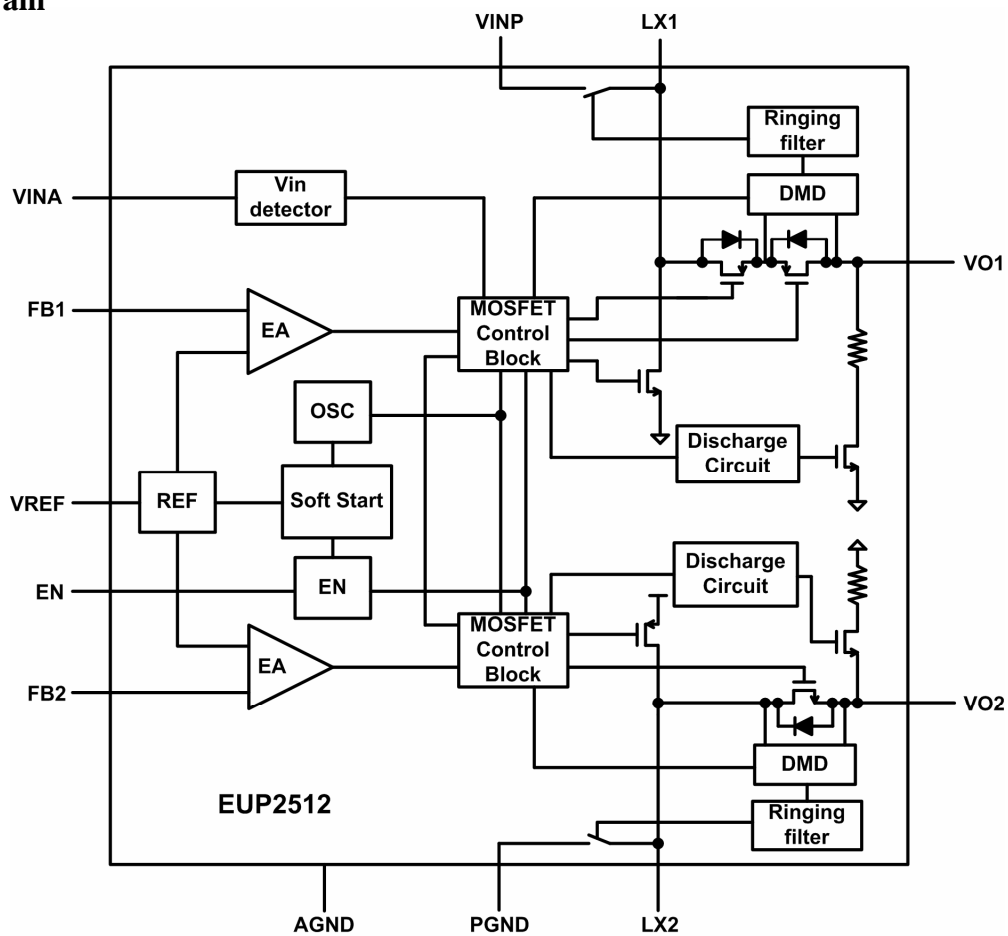 am
VINP
LX1
Ringing
filter
VINA
Vin
detector
DMD
VO1
FB1
EA
MOSFET
Control
Block
OSC
Discharge
Circuit
VREF
REF
Soft Start
EN
EN
Discharge
Circuit
MOSFET
Control
Block
EA
FB2
VO2
DMD
EUP2512
Ringing
filter
AGND
PGND
LX2